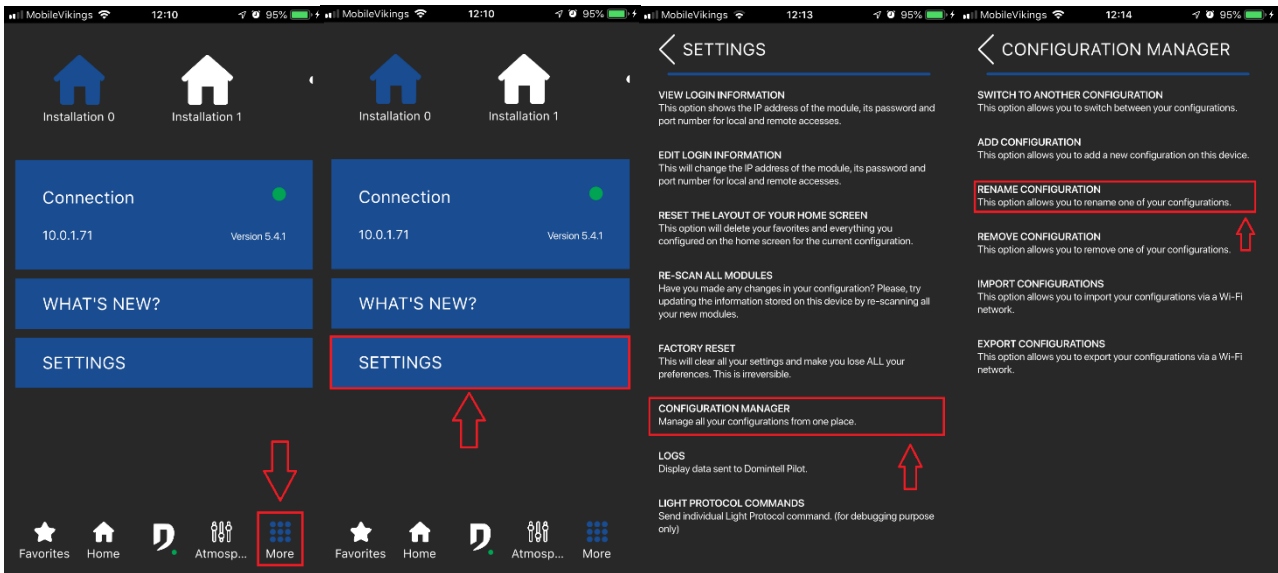 MobileVikings 12:10 95%
Installation 0 Installation 1
Connection
10.0.1.71 Version 5.4.1
WHAT'S NEW?
SETTINGS
Favorites Home Atmosp... More
MobileVikings 12:10 95%
Installation 0 Installation 1
Connection
10.0.1.71 Version 5.4.1
WHAT'S NEW?
SETTINGS
Favorites Home Atmosp... More
MobileVikings 12:13 95%
SETTINGS
VIEW LOGIN INFORMATION
This option shows the IP address of the module, its password and
port number for local and remote accesses.
EDIT LOGIN INFORMATION
This will change the IP address of the module, its password and
port number for local and remote accesses.
RESET THE LAYOUT OF YOUR HOME SCREEN
This option will delete your favorites and everything you
configured on the home screen for the current configuration.
RE-SCAN ALL MODULES
Have you made any changes in your configuration? Please, try
updating the information stored on this device by re-scanning all
your new modules.
FACTORY RESET
This will clear all your settings and make you lose ALL your
preferences. This is irreversible.
CONFIGURATION MANAGER
Manage all your configurations from one place.
LOGS
Display data sent to Domintell Pilot.
LIGHT PROTOCOL COMMANDS
Send individual Light Protocol command. (for debugging purpose
only)
MobileVikings 12:14 95%
CONFIGURATION MANAGER
SWITCH TO ANOTHER CONFIGURATION
This option allows you to switch between your configurations.
ADD CONFIGURATION
This option allows you to add a new configuration on this device.
RENAME CONFIGURATION
This option allows you to rename one of your configurations.
REMOVE CONFIGURATION
This option allows you to remove one of your configurations.
IMPORT CONFIGURATIONS
This option allows you to import your configurations via a Wi-Fi
network.
EXPORT CONFIGURATIONS
This option allows you to export your configurations via a Wi-Fi
network.